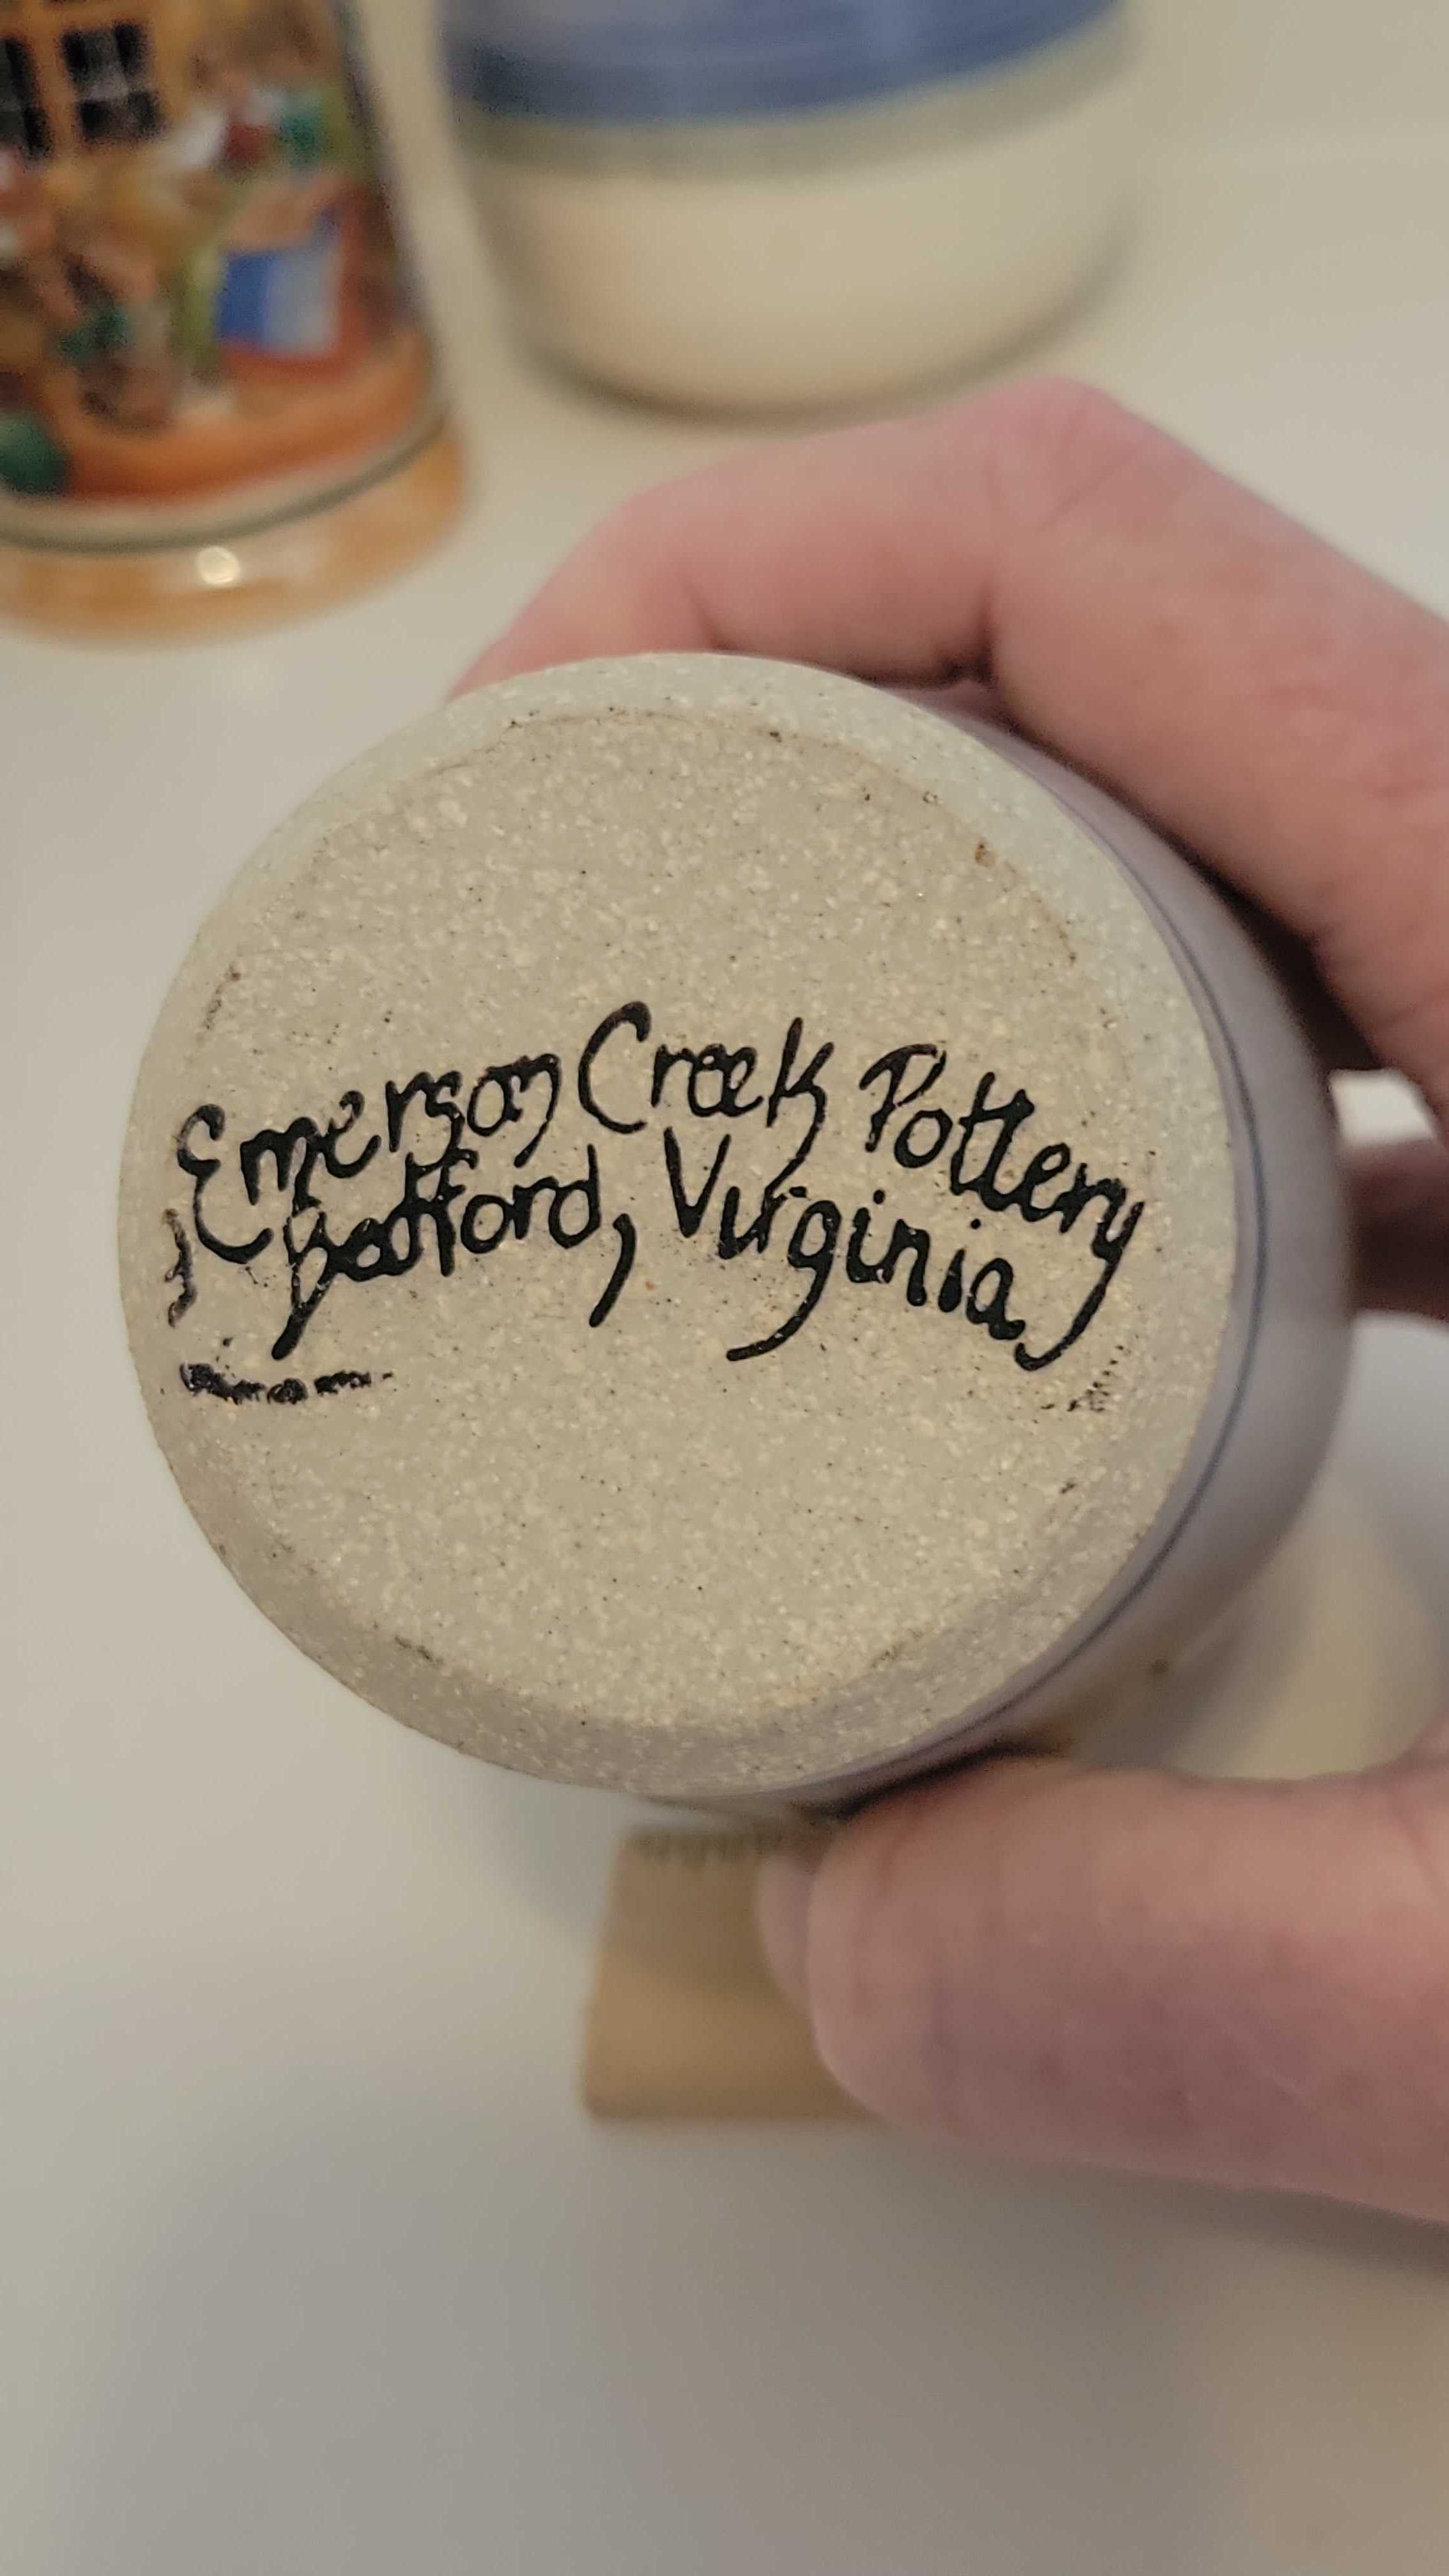 Emerson Creek Pottery
Bedford, Virginia